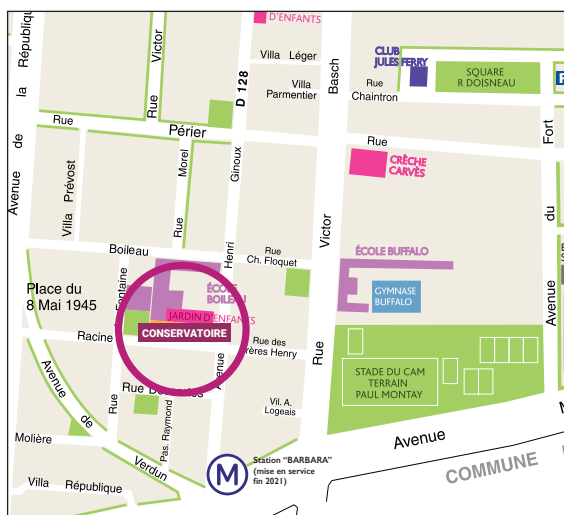 D'ENFANTS
la Républiqu
Avenue de
Victor
Rue
D 128
Villa Léger
Villa
Parmentier
Basch
CLUB
JULES FERRY
Rue
Chaintron
SQUARE
R DOISNEAU
P
Fort
Rue
Périer
Rue
CRÈCHE
CARVÈS
Villa Prévost
Morel
Rue
Ginoux
Henri
Victor
du
Boileau
Rue
Ch. Floquet
ÉCOLE BUFFALO
Place du
8 Mai 1945
Fontaine
ÉCOLE
BOILEAU
GYMNASE
BUFFALO
JARDIN D'ENFANTS
CONSERVATOIRE
Racine
Rue des
Frères Henry
Avenue
Rue
Avenue
Avenue de
Verdun
Rue
Rue
Pas. Raymond
Vil. A.
Logeais
STADE DU CAM
TERRAIN
PAUL MONTAY
Molière
Avenue
M
Station "BARBARA"
(mise en service
fin 2021)
COMMUNE
Villa République